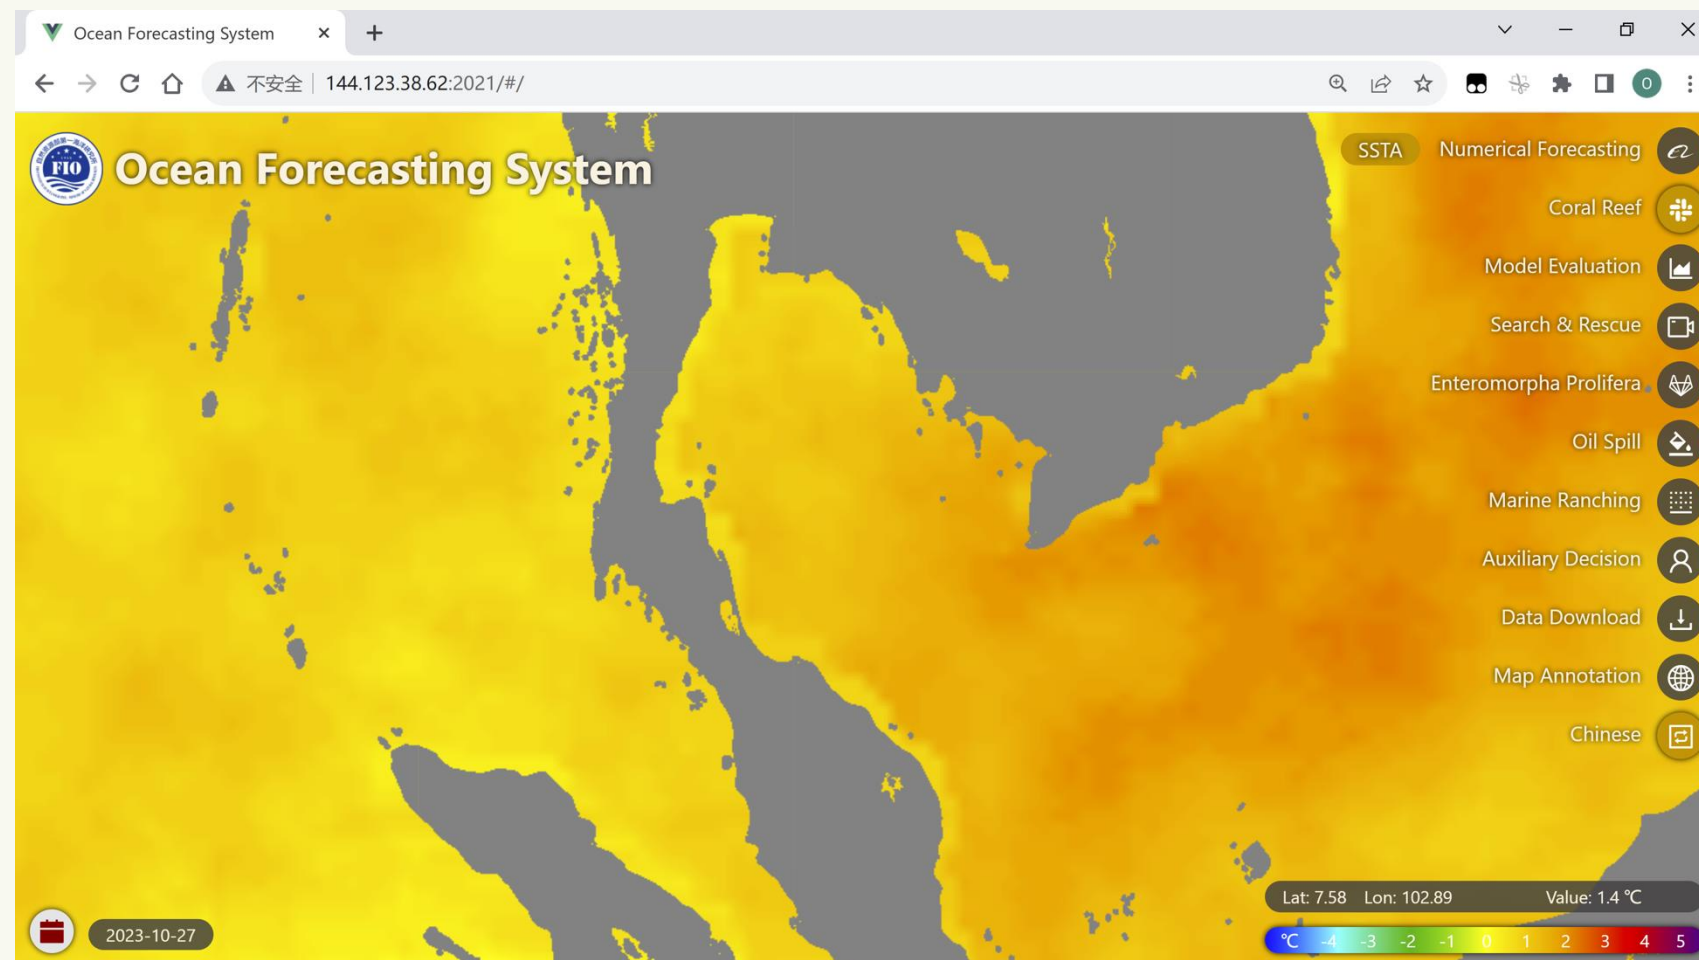 Ocean Forecasting System
不安全 144.123.38.62:2021/#/
O
FIO
Ocean Forecasting System
SSTA Numerical Forecasting
Coral Reef
Model Evaluation
Search & Rescue
Enteromorpha Prolifera
Oil Spill
Marine Ranching
Auxiliary Decision
Data Download
Map Annotation
Chinese
Lat: 7.58 Lon: 102.89 Value: 1.4 ℃
2023-10-27
℃ -4 -3 -2 -1 0 1 2 3 4 5